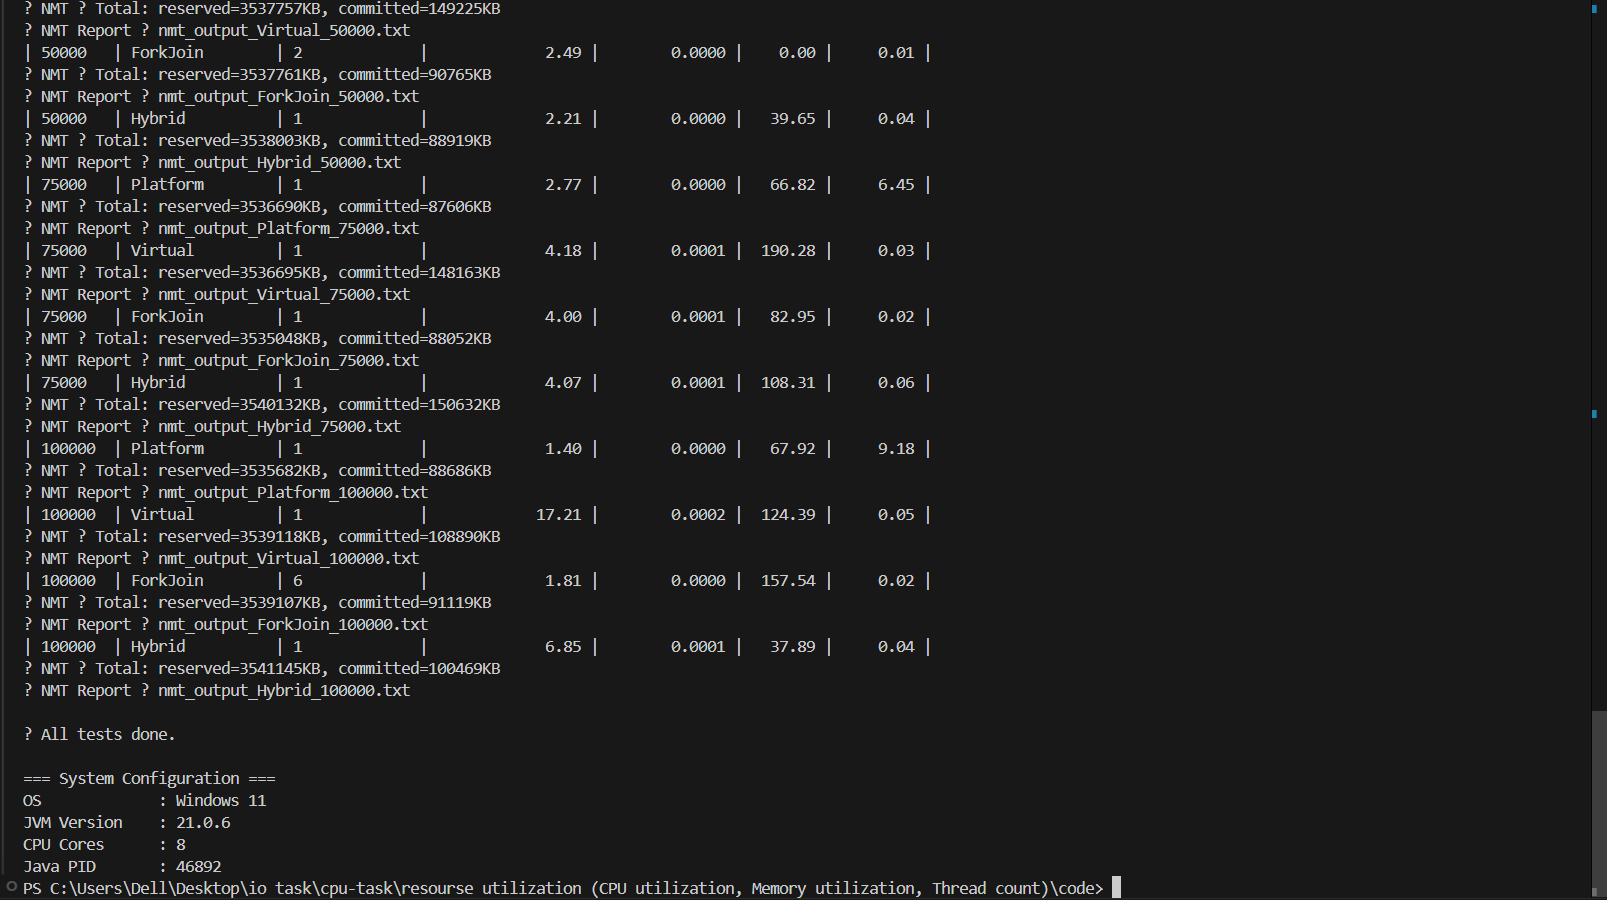 ? NMT ? Total: reserved=3537757KB, committed=149225KB
? NMT Report ? nmt_output_Virtual_50000.txt
| 50000   | ForkJoin        | 2             |             2.49 |        0.0000 |    0.00 |     0.01 |
? NMT ? Total: reserved=3537761KB, committed=90765KB
? NMT Report ? nmt_output_ForkJoin_50000.txt
| 50000   | Hybrid          | 1             |             2.21 |        0.0000 |   39.65 |     0.04 |
? NMT ? Total: reserved=3538003KB, committed=88919KB
? NMT Report ? nmt_output_Hybrid_50000.txt
| 75000   | Platform        | 1             |             2.77 |        0.0000 |   66.82 |     6.45 |
? NMT ? Total: reserved=3536690KB, committed=87606KB
? NMT Report ? nmt_output_Platform_75000.txt
| 75000   | Virtual         | 1             |             4.18 |        0.0001 |  190.28 |     0.03 |
? NMT ? Total: reserved=3536695KB, committed=148163KB
? NMT Report ? nmt_output_Virtual_75000.txt
| 75000   | ForkJoin        | 1             |             4.00 |        0.0001 |   82.95 |     0.02 |
? NMT ? Total: reserved=3535048KB, committed=88052KB
? NMT Report ? nmt_output_ForkJoin_75000.txt
| 75000   | Hybrid          | 1             |             4.07 |        0.0001 |  108.31 |     0.06 |
? NMT ? Total: reserved=3540132KB, committed=150632KB
? NMT Report ? nmt_output_Hybrid_75000.txt
| 100000  | Platform        | 1             |             1.40 |        0.0000 |   67.92 |     9.18 |
? NMT ? Total: reserved=3535682KB, committed=88686KB
? NMT Report ? nmt_output_Platform_100000.txt
| 100000  | Virtual         | 1             |            17.21 |        0.0002 |  124.39 |     0.05 |
? NMT ? Total: reserved=3539118KB, committed=108890KB
? NMT Report ? nmt_output_Virtual_100000.txt
| 100000  | ForkJoin        | 6             |             1.81 |        0.0000 |  157.54 |     0.02 |
? NMT ? Total: reserved=3539107KB, committed=91119KB
? NMT Report ? nmt_output_ForkJoin_100000.txt
| 100000  | Hybrid          | 1             |             6.85 |        0.0001 |   37.89 |     0.04 |
? NMT ? Total: reserved=3541145KB, committed=100469KB
? NMT Report ? nmt_output_Hybrid_100000.txt
? All tests done.
=== System Configuration ===
OS             : Windows 11
JVM Version    : 21.0.6
CPU Cores      : 8
Java PID       : 46892
PS C:\Users\Dell\Desktop\io task\cpu-task\resourse utilization (CPU utilization, Memory utilization, Thread count)\code>